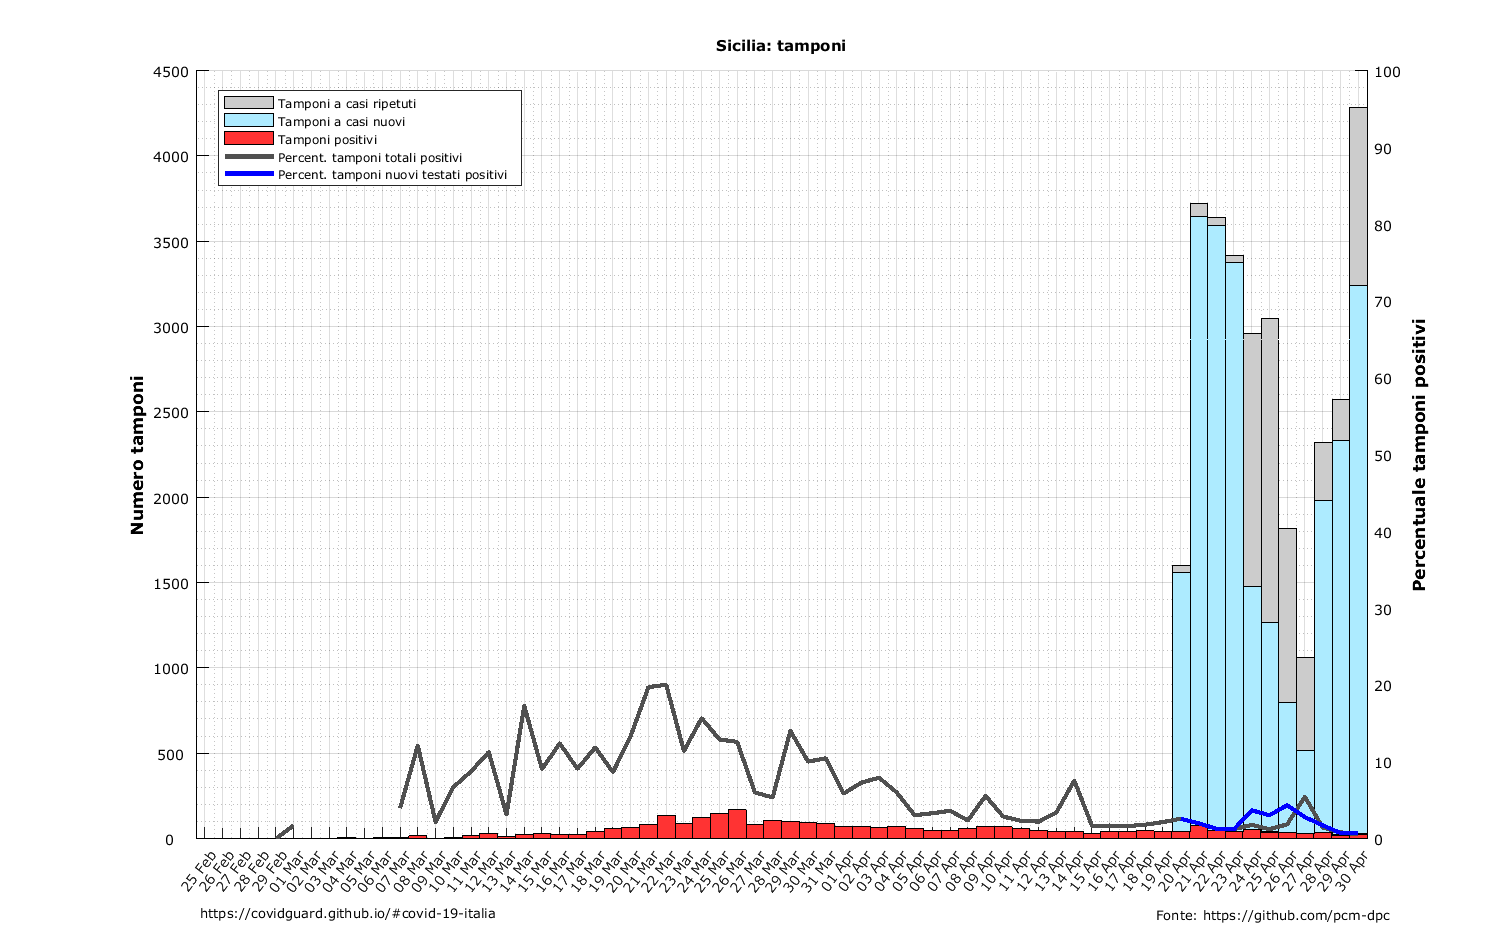 Sicilia: tamponi
4500
4000
3500
3000
2500
2000
1500
1000
500
0
Numero tamponi
Tamponi a casi ripetuti
Tamponi a casi nuovi
Tamponi positivi
Percent. tamponi totali positivi
Percent. tamponi nuovi testati positivi
100
90
80
70
60
50
40
30
20
10
0
Percentuale tamponi positivi
25 Feb
26 Feb
27 Feb
28 Feb
29 Feb
01 Mar
02 Mar
03 Mar
04 Mar
05 Mar
06 Mar
07 Mar
08 Mar
09 Mar
10 Mar
11 Mar
12 Mar
13 Mar
14 Mar
15 Mar
16 Mar
17 Mar
18 Mar
19 Mar
20 Mar
21 Mar
22 Mar
23 Mar
24 Mar
25 Mar
26 Mar
27 Mar
28 Mar
29 Mar
30 Mar
31 Mar
01 Apr
02 Apr
03 Apr
04 Apr
05 Apr
06 Apr
07 Apr
08 Apr
09 Apr
10 Apr
11 Apr
12 Apr
13 Apr
14 Apr
15 Apr
16 Apr
17 Apr
18 Apr
19 Apr
20 Apr
21 Apr
22 Apr
23 Apr
24 Apr
25 Apr
26 Apr
27 Apr
28 Apr
29 Apr
30 Apr
https://covidguard.github.io/#covid-19-italia
Fonte: https://github.com/pcm-dpc